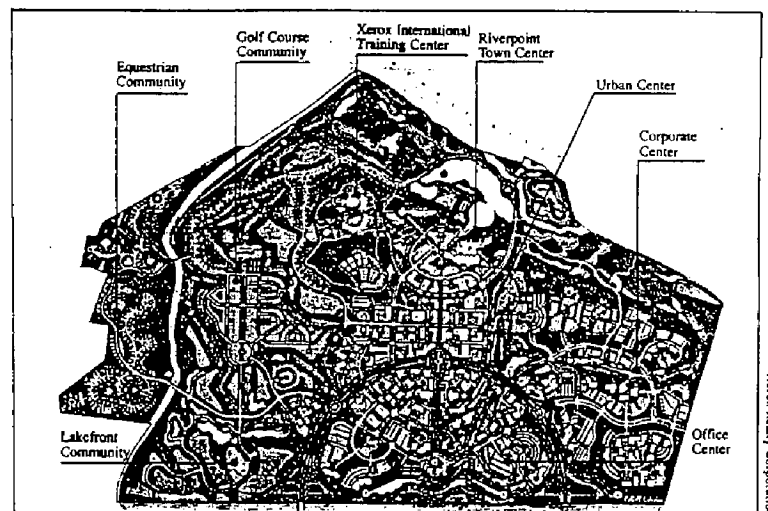 Golf Course
Community
Xerox International
Training Center
Riverpoint
Town Center
Equestrian
Community
Urban Center
Corporate
Center
Lakefront
Community
Office
Center